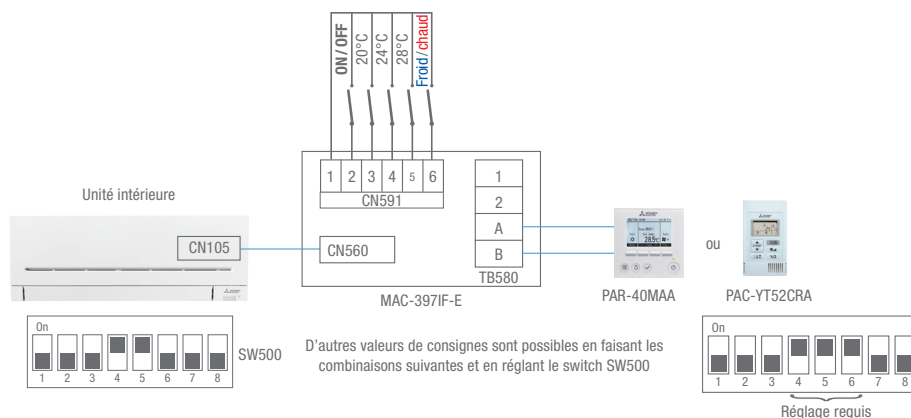 ON / OFF
20°C
24°C
28°C
Froid/chaud
1 2 3 4 5 6
CN591
1
2
A
B
TB580
Unité intérieure
CN105
CN560
MAC-397IF-E
28.5°C
ou
PAR-40MAA
PAC-YT52CRA
On
1 2 3 4 5 6 7 8
SW500
D'autres valeurs de consignes sont possibles en faisant les
combinaisons suivantes et en réglant le switch SW500
On
1 2 3 4 5 6 7 8
Réglage requis